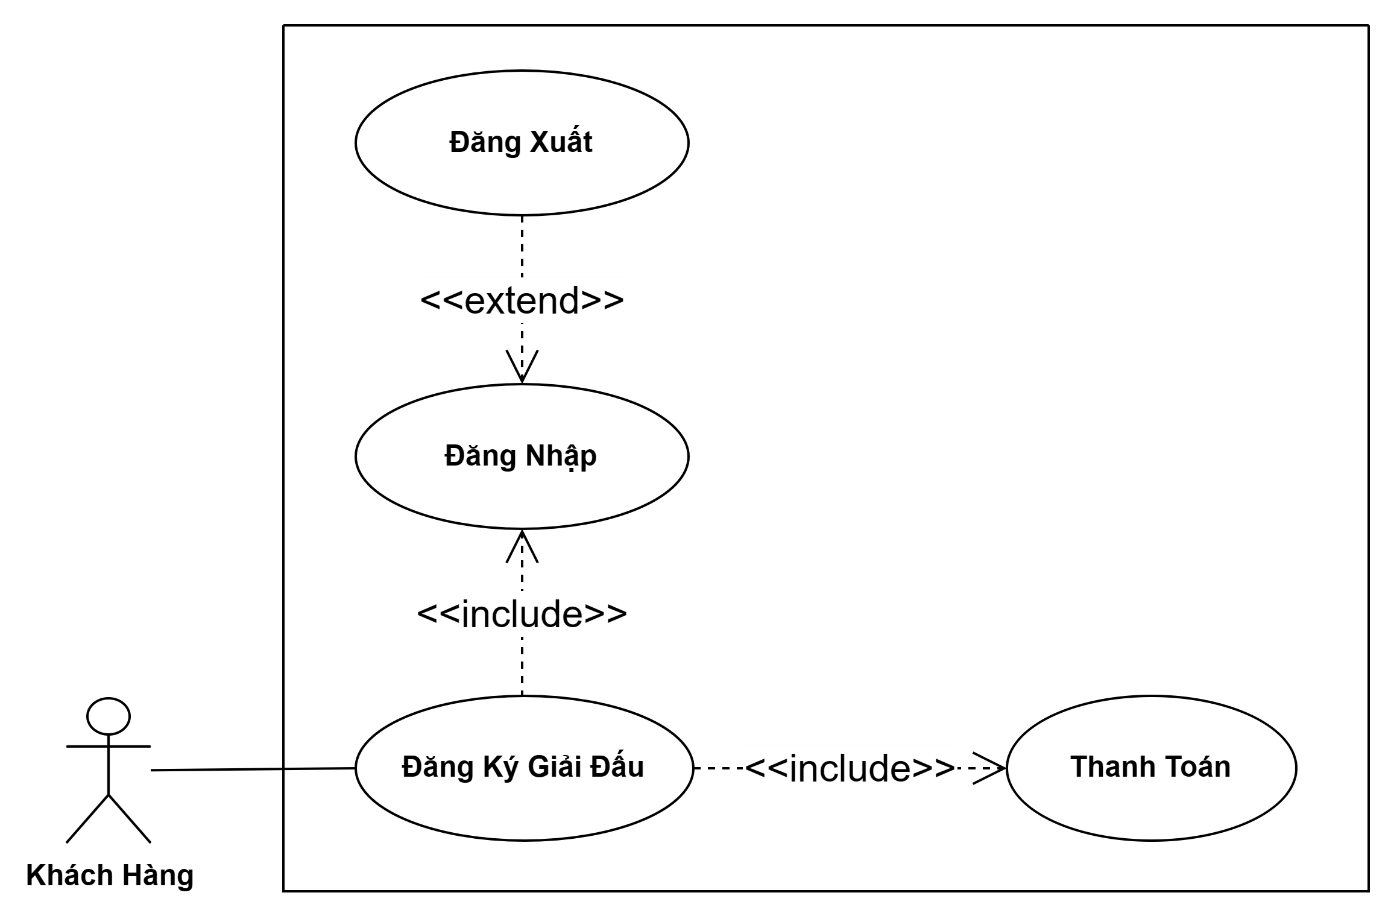 Đăng Xuất
<<extend>>
Đăng Nhập
<<include>>
Đăng Ký Giải Đấu
<<include>>
Thanh Toán
Khách Hàng